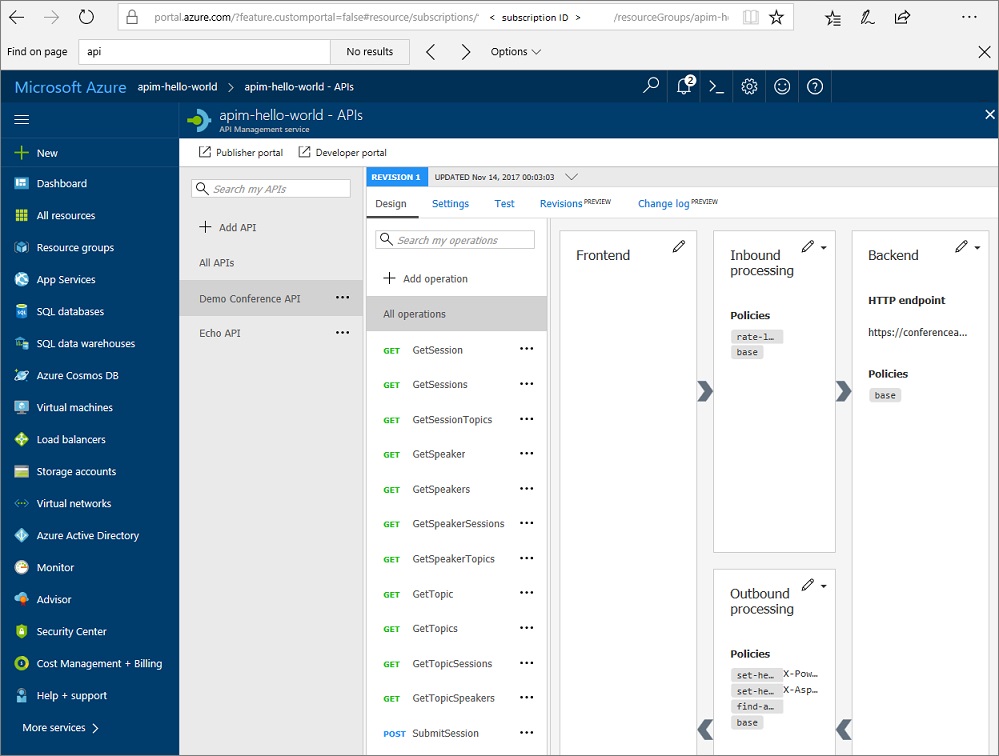 portal.azure.com/?feature.customportal=false#resource/subscriptions/" < subscription ID > /resourceGroups/apim-h
Find on page api No results Options
Microsoft Azure apim-hello-world > apim-hello-world - APIs
2
apim-hello-world - APIs
API Management service
New
Dashboard
All resources
Resource groups
App Services
SQL databases
SQL data warehouses
Azure Cosmos DB
Virtual machines
Load balancers
Storage accounts
Virtual networks
Azure Active Directory
Monitor
Advisor
Security Center
Cost Management + Billing
Help + support
More services >
Publisher portal Developer portal
Search my APIs
Add API
All APIs
Demo Conference API ...
Echo API ...
REVISION 1 UPDATED Nov 14, 2017 00:03:03
Design Settings Test Revisions PREVIEW Change log PREVIEW
Search my operations
Add operation
All operations
GET GetSession ...
GET GetSessions ...
GET GetSessionTopics ...
GET GetSpeaker ...
GET GetSpeakers ...
GET GetSpeakerSessions ...
GET GetSpeakerTopics ...
GET GetTopic ...
GET GetTopics ...
GET GetTopicSessions ...
GET GetTopicSpeakers ...
POST SubmitSession ...
Frontend
Inbound
processing
Policies
rate-l...
base
Outbound
processing
Policies
set-he... X-Pow...
set-he... X-Asp...
find-a...
base
Backend
HTTP endpoint
https://conferencea...
Policies
base